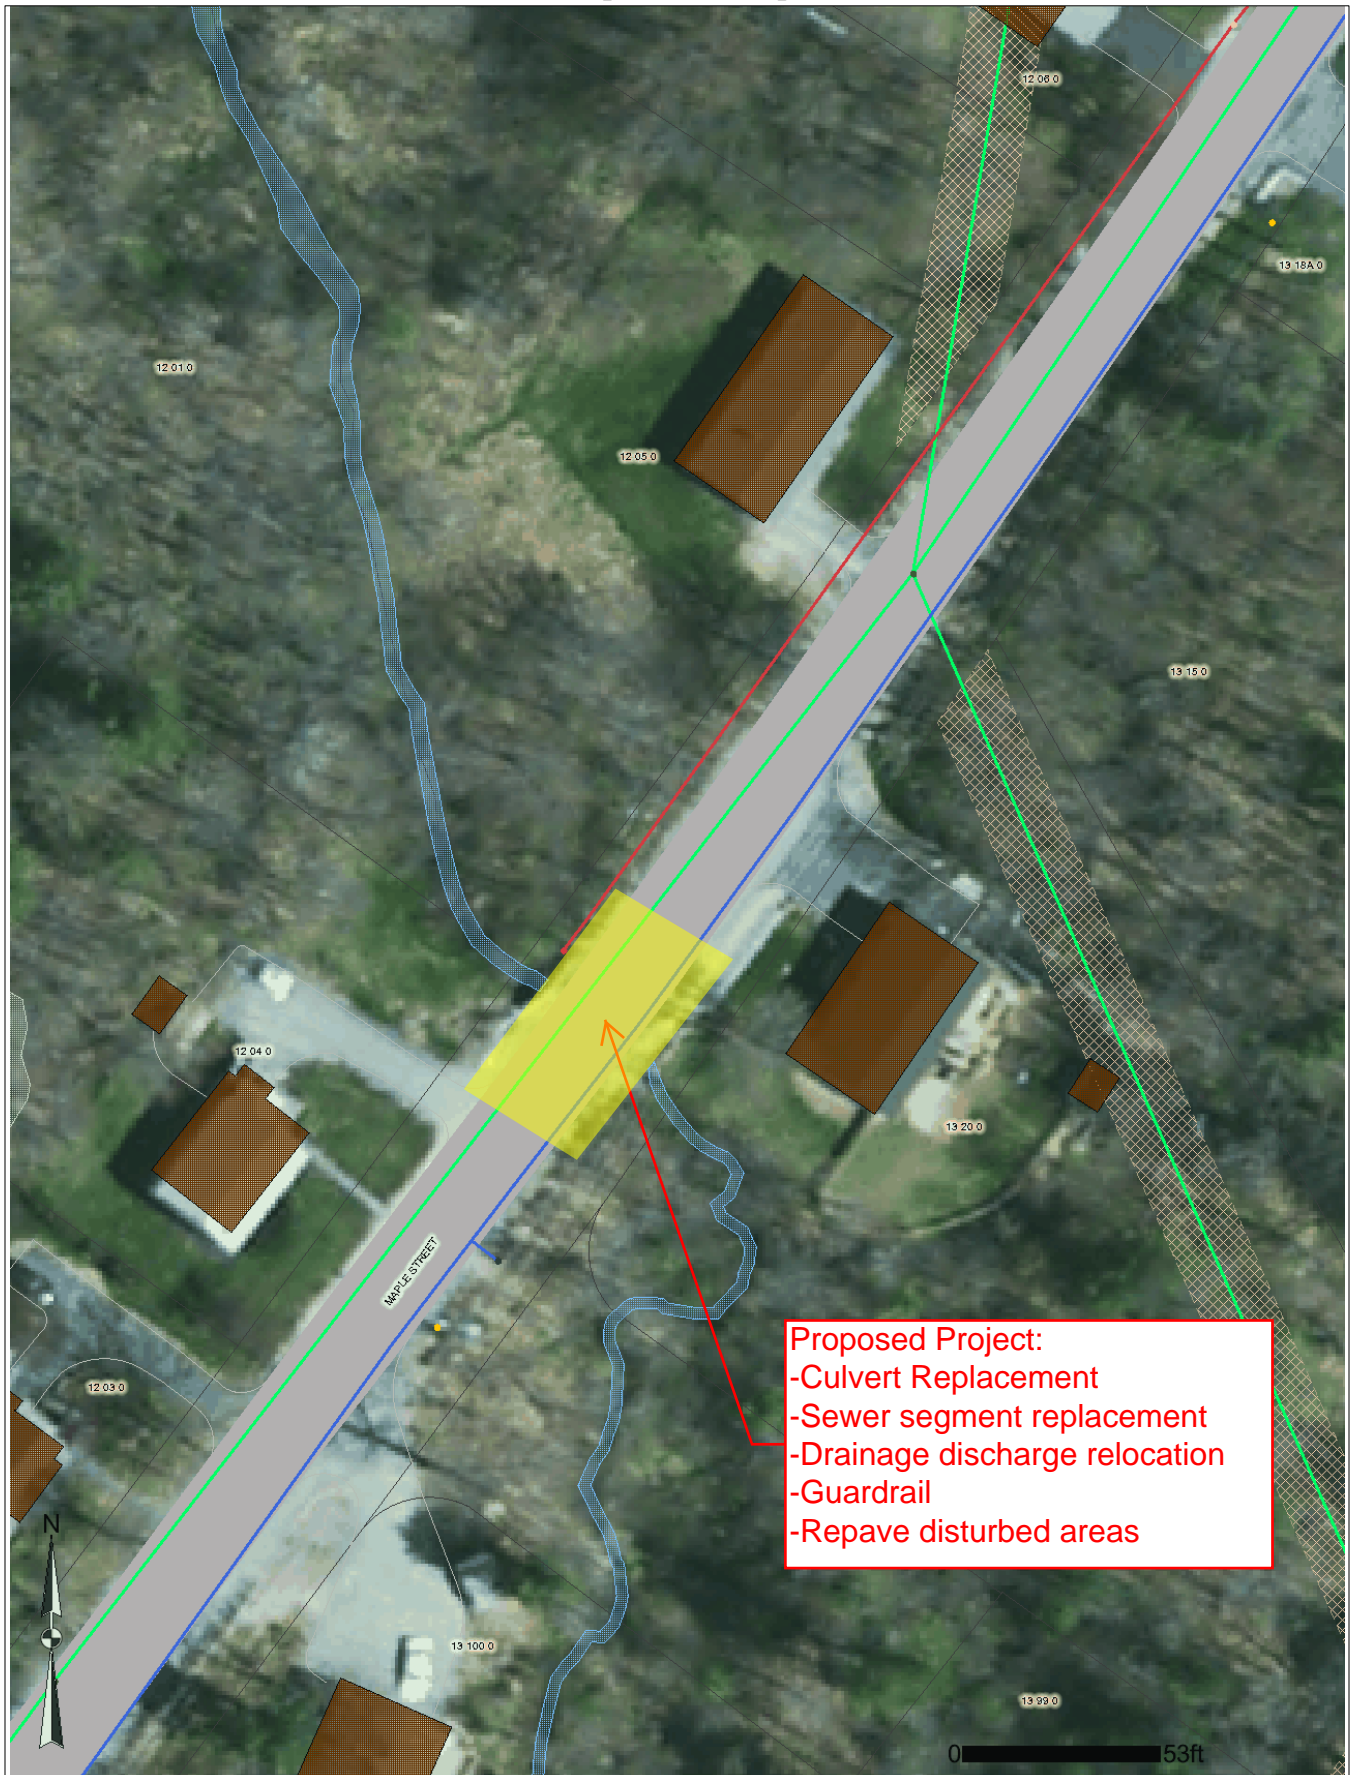 12 06 0
13 18A 0
12 01 0
12 05 0
13 15 0
12 04 0
13 20 0
MAPLE STREET
Proposed Project:
-Culvert Replacement
-Sewer segment replacement
-Drainage discharge relocation
-Guardrail
-Repave disturbed areas
12 03 0
N
13 100 0
13 99 0
0 53ft